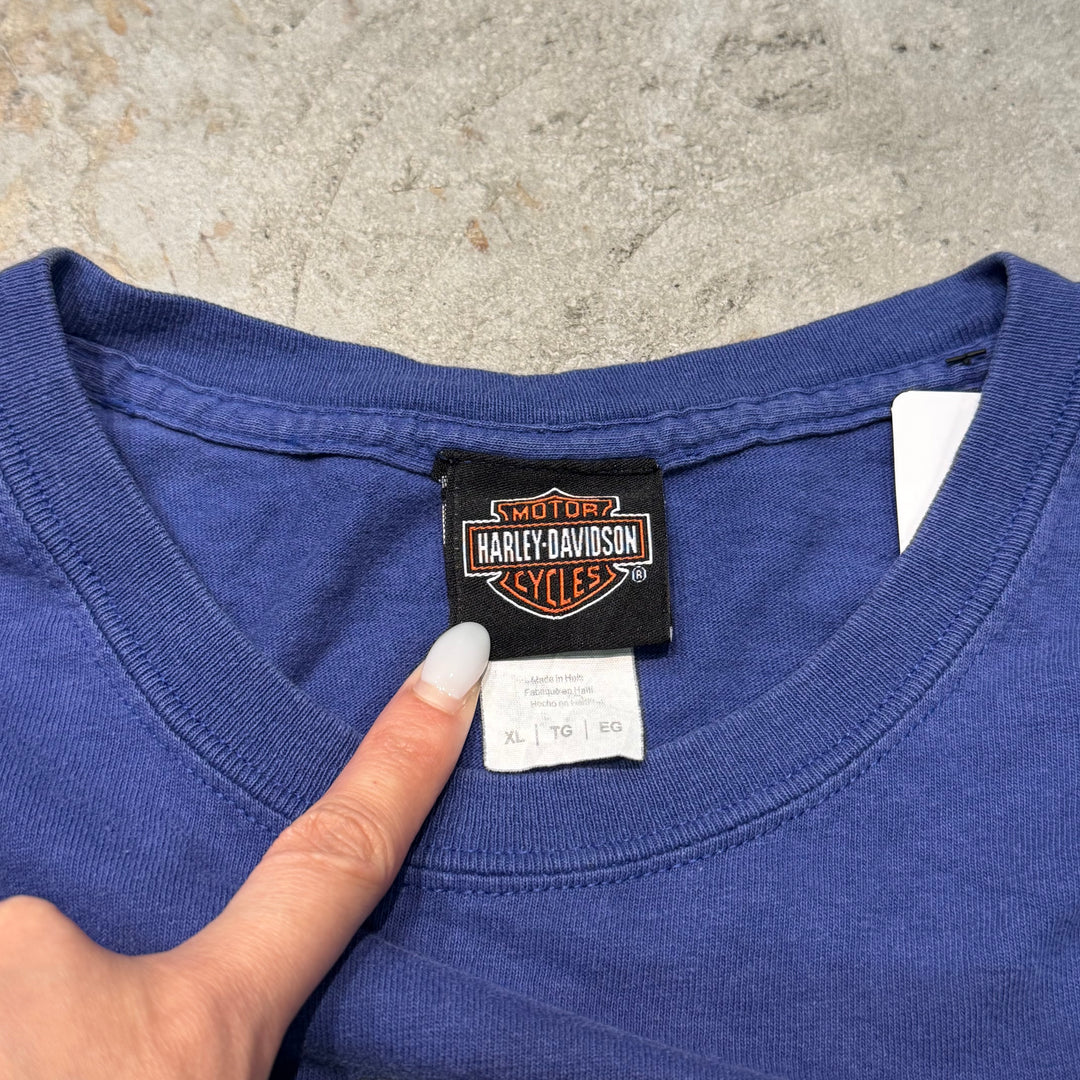 MOTOR
HARLEY-DAVIDSON
CYCLES
®
Made in Haiti
Fabriqué en Haïti
Hecho en Haití
XL | TG | EG